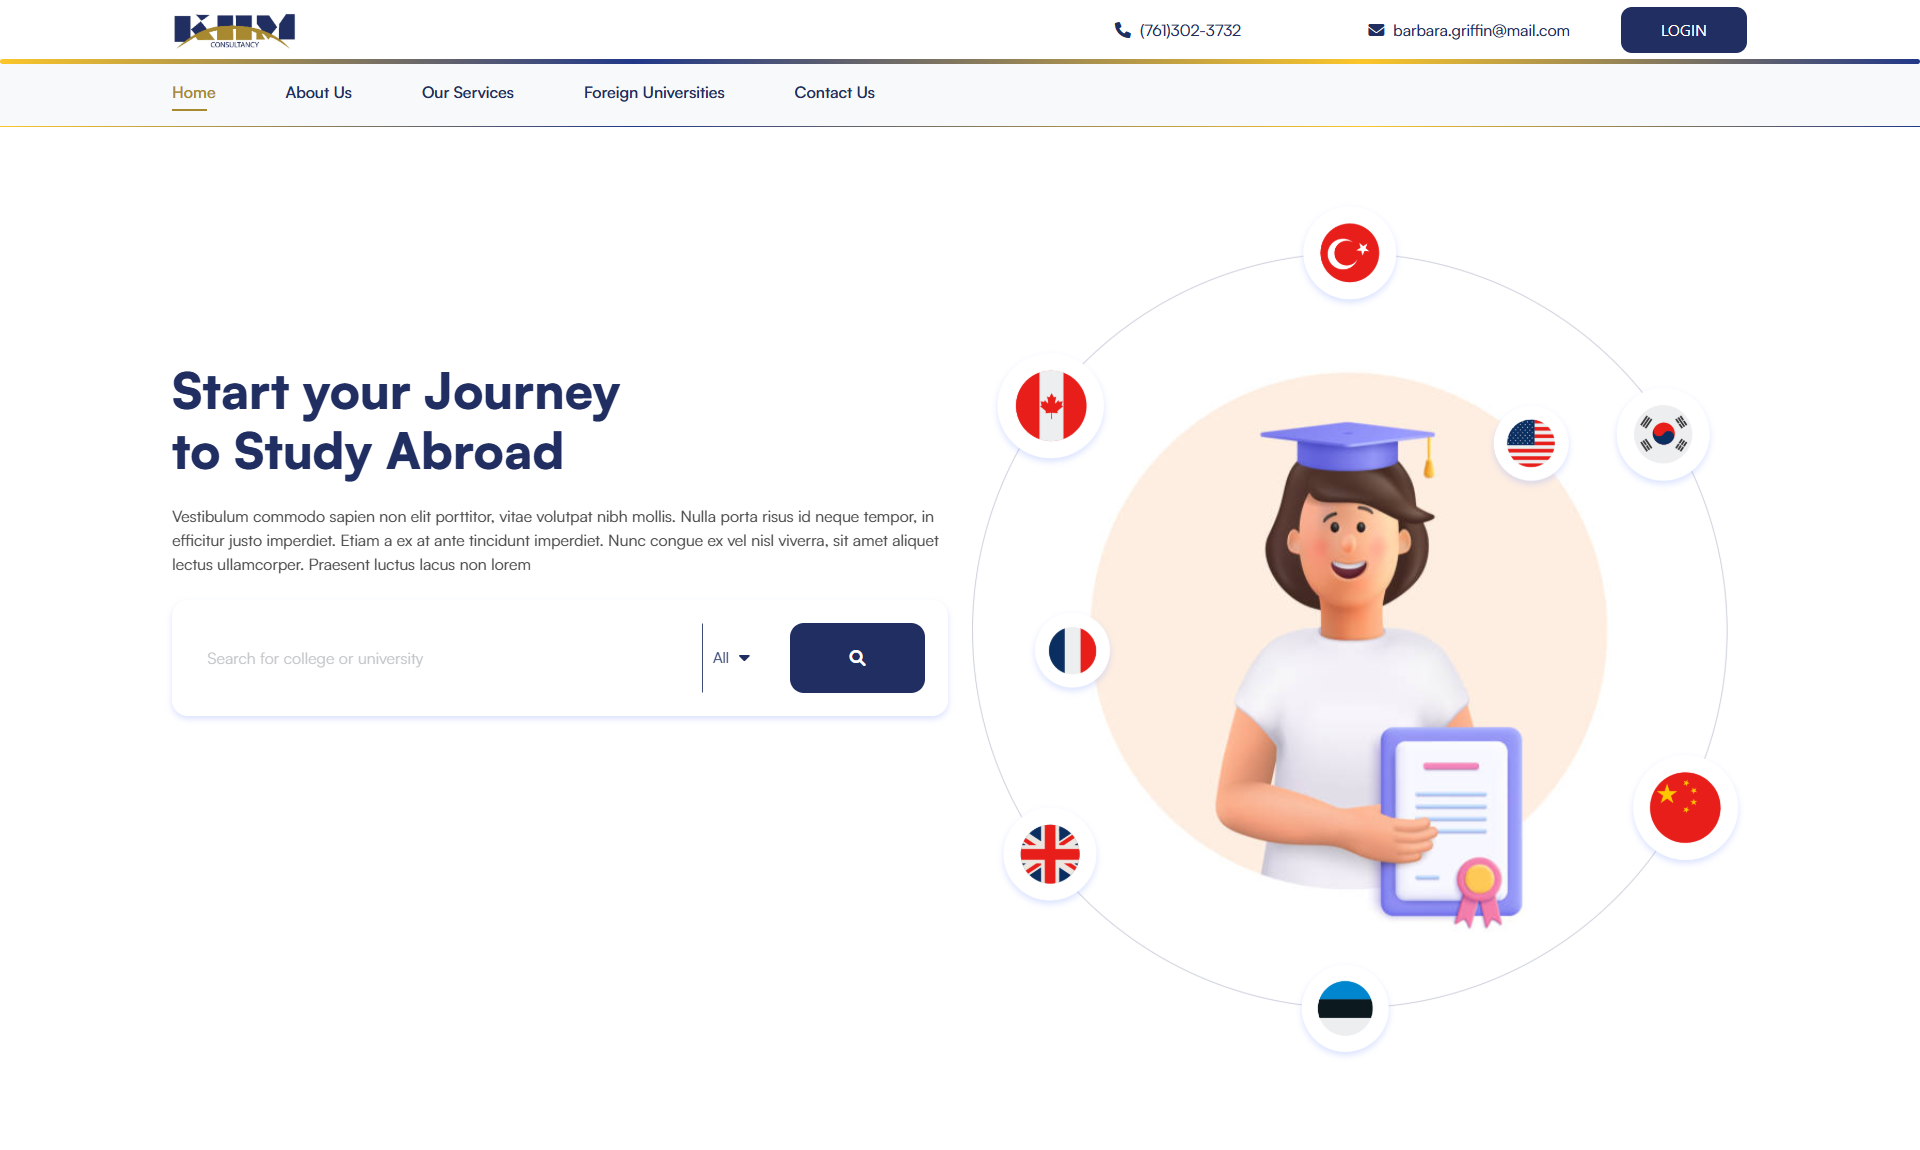 KHM
CONSULTANCY
(761)302-3732
barbara.griffin@mail.com
LOGIN
Home
About Us
Our Services
Foreign Universities
Contact Us
Start your Journey
to Study Abroad
Vestibulum commodo sapien non elit porttitor, vitae volutpat nibh mollis. Nulla porta risus id neque tempor, in
efficitur justo imperdiet. Etiam a ex at ante tincidunt imperdiet. Nunc congue ex vel nisl viverra, sit amet aliquet
lectus ullamcorper. Praesent luctus lacus non lorem
Search for college or university
All